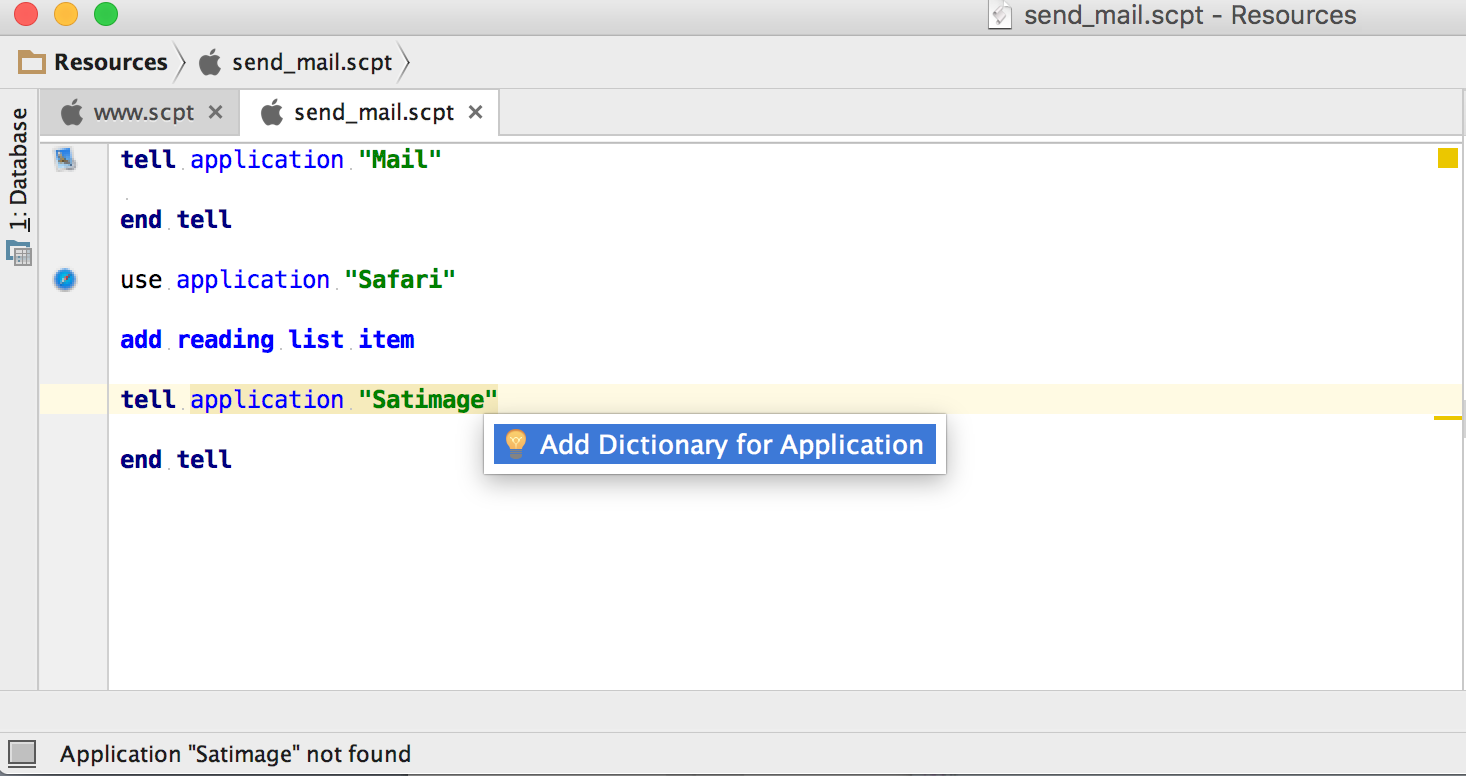 send_mail.scpt - Resources
Resources send_mail.scpt
www.scpt send_mail.scpt
1: Database
tell application "Mail"
end tell
use application "Safari"
add reading list item
tell application "Satimage"
Add Dictionary for Application
end tell
Application "Satimage" not found